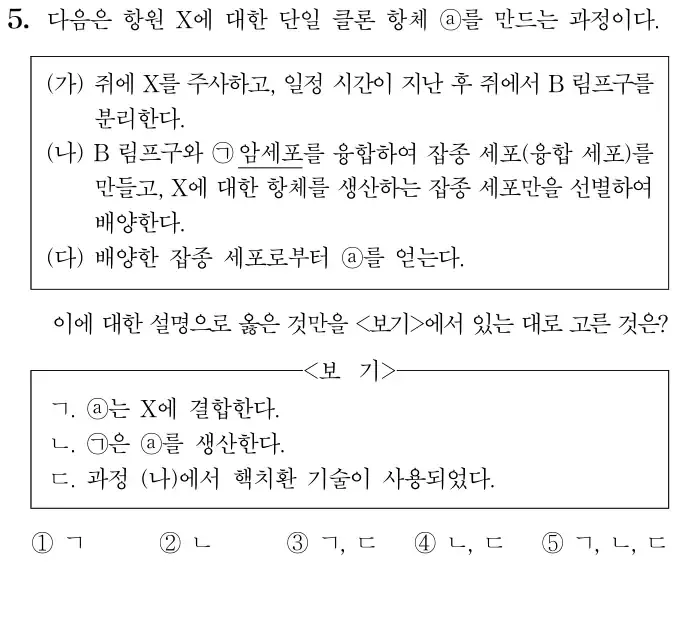 5. 다음은 항원 X에 대한 단일 클론 항체 ⓐ를 만드는 과정이다.
(가) 쥐에 X를 주사하고, 일정 시간이 지난 후 쥐에서 B 림프구를
분리한다.
(나) B 림프구와 ㉠암세포를 융합하여 잡종 세포(융합 세포)를
만들고, X에 대한 항체를 생산하는 잡종 세포만을 선별하여
배양한다.
(다) 배양한 잡종 세포로부터 ⓐ를 얻는다.
이에 대한 설명으로 옳은 것만을 <보기>에서 있는 대로 고른 것은?
<보 기>
ㄱ. ⓐ는 X에 결합한다.
ㄴ. ㉠은 ⓐ를 생산한다.
ㄷ. 과정 (나)에서 핵치환 기술이 사용되었다.
① ㄱ ② ㄴ ③ ㄱ, ㄷ ④ ㄴ, ㄷ ⑤ ㄱ, ㄴ, ㄷ